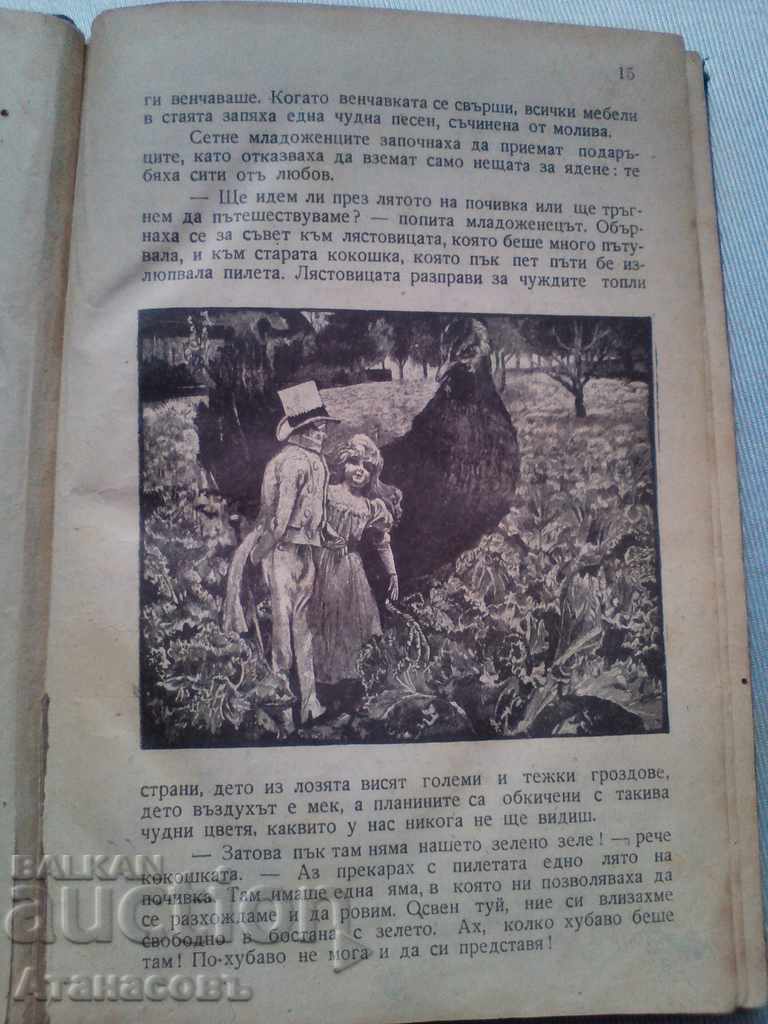 15
ги венчаваше. Когато венчавката се свърши, всички мебели
в стаята запяха една чудна песен, съчинена от молива.
Сетне младоженците започнаха да приемат подаръ-
ците, като отказваха да вземат само нещата за ядене: те
бяха сити отъ любов.
— Ще идем ли през лятото на почивка или ще тръг-
нем да пътешествуваме? — попита младоженецът. Обър-
наха се за съвет към лястовицата, която беше много пъту-
вала, и към старата кокошка, която пък пет пъти бе из-
люпвала пилета. Лястовицата разправи за чуждите топли
страни, дето из лозята висят големи и тежки гроздове,
дето въздухът е мек, а планините са обкичени с такива
чудни цветя, каквито у нас никога не ще видиш.
— Затова пък там няма нашето зелено зеле! — рече
кокошката. — Аз прекарах с пилетата едно лято на
почивка. Там имаше една яма, в която ни позволяваха да
се разхождаме и да ровим. Освен туй, ние си влизахме
свободно в бостана с зелето. Ах, колко хубаво беше
там! По-хубаво не мога и да си представя!
BALKAN
auction
Атанасовъ